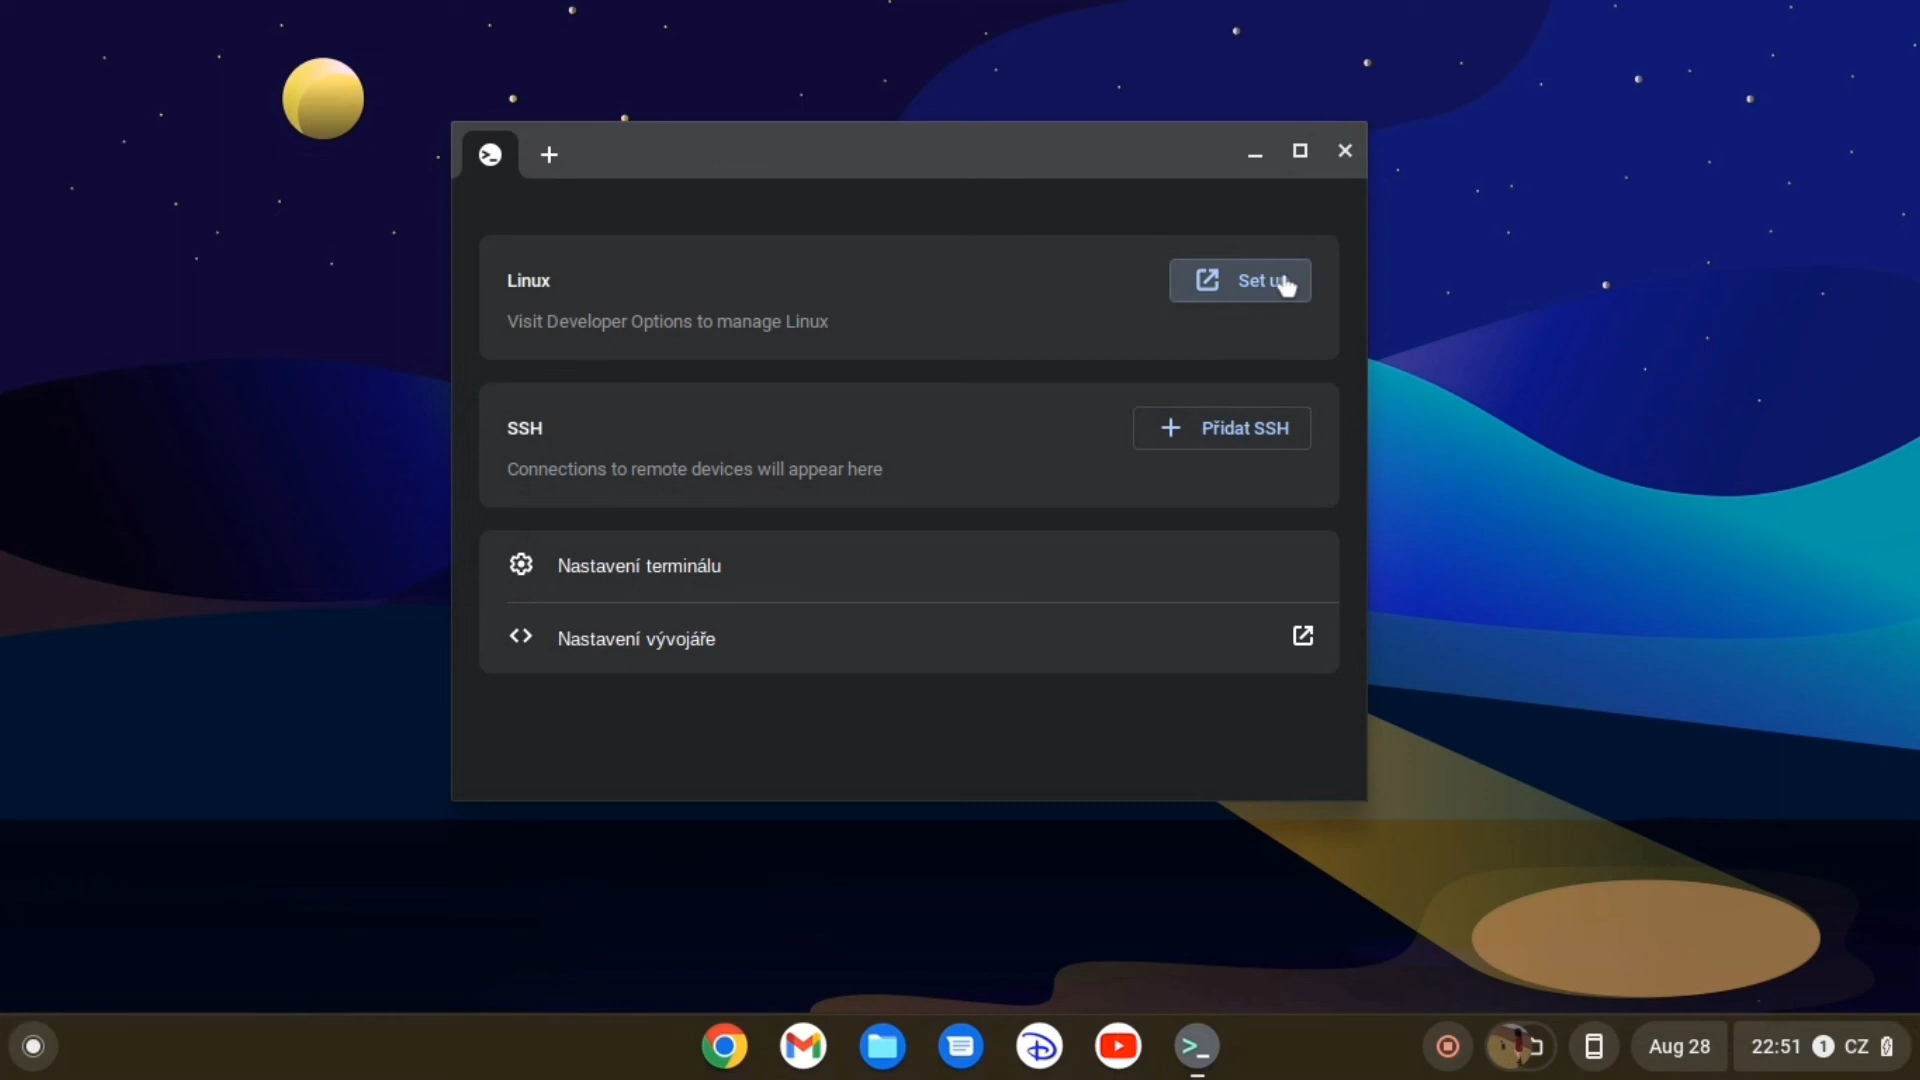 Linux
Set u
Visit Developer Options to manage Linux
SSH
Přidat SSH
Connections to remote devices will appear here
Nastavení terminálu
Nastavení vývojáře
Aug 28
22:51 1 CZ